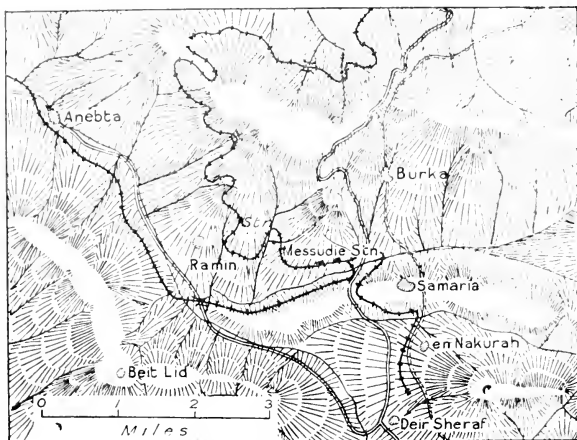 Anebta
Burka
Stn
Messudie Stn.
Ramin
Samaria
en Nakurah
Beit Lid
0 1 2 3
Miles
Deir Sheraf